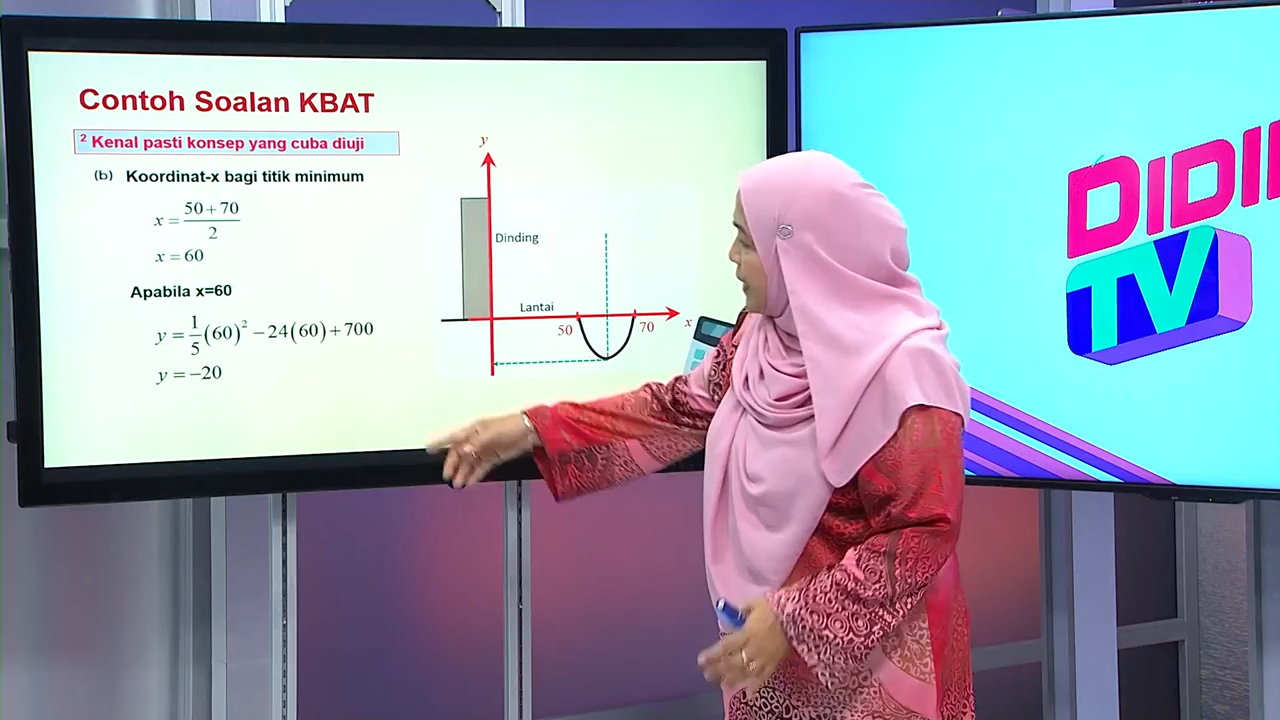 Contoh Soalan KBAT
² Kenal pasti konsep yang cuba diuji
(b) Koordinat-x bagi titik minimum
x = (50 + 70)/2
x = 60
Apabila x=60
y = 1/5(60)² − 24(60) + 700
y = −20
y
Dinding
Lantai
50
70
x
DIDI
TV